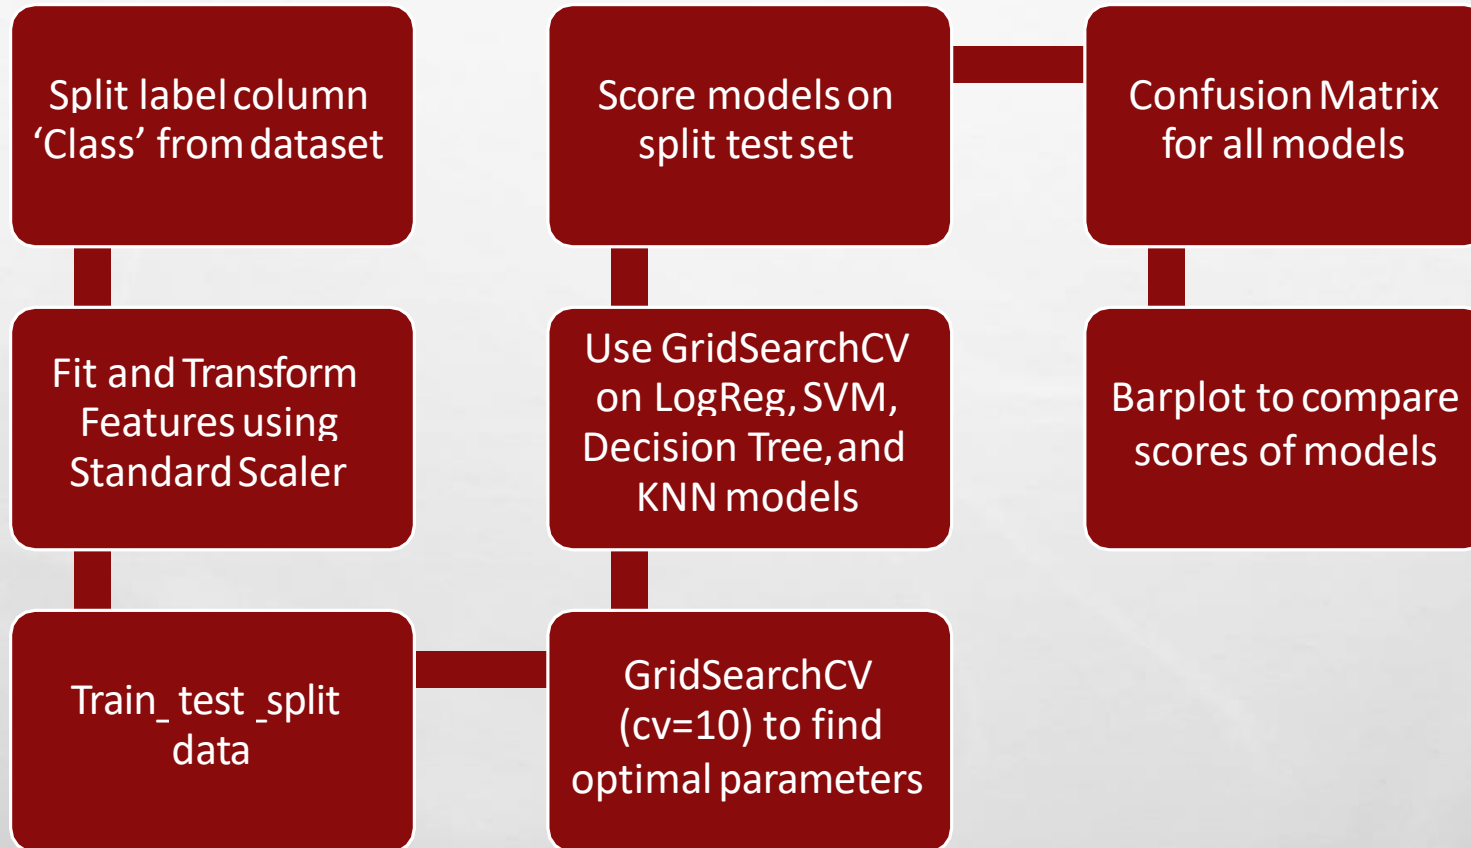 Split label column
‘Class’ from dataset
Fit and Transform
Features using
Standard Scaler
Train_ test _split
data
GridSearchCV
(cv=10) to find
optimal parameters
Use GridSearchCV
on LogReg, SVM,
Decision Tree, and
KNN models
Score models on
split test set
Confusion Matrix
for all models
Barplot to compare
scores of models